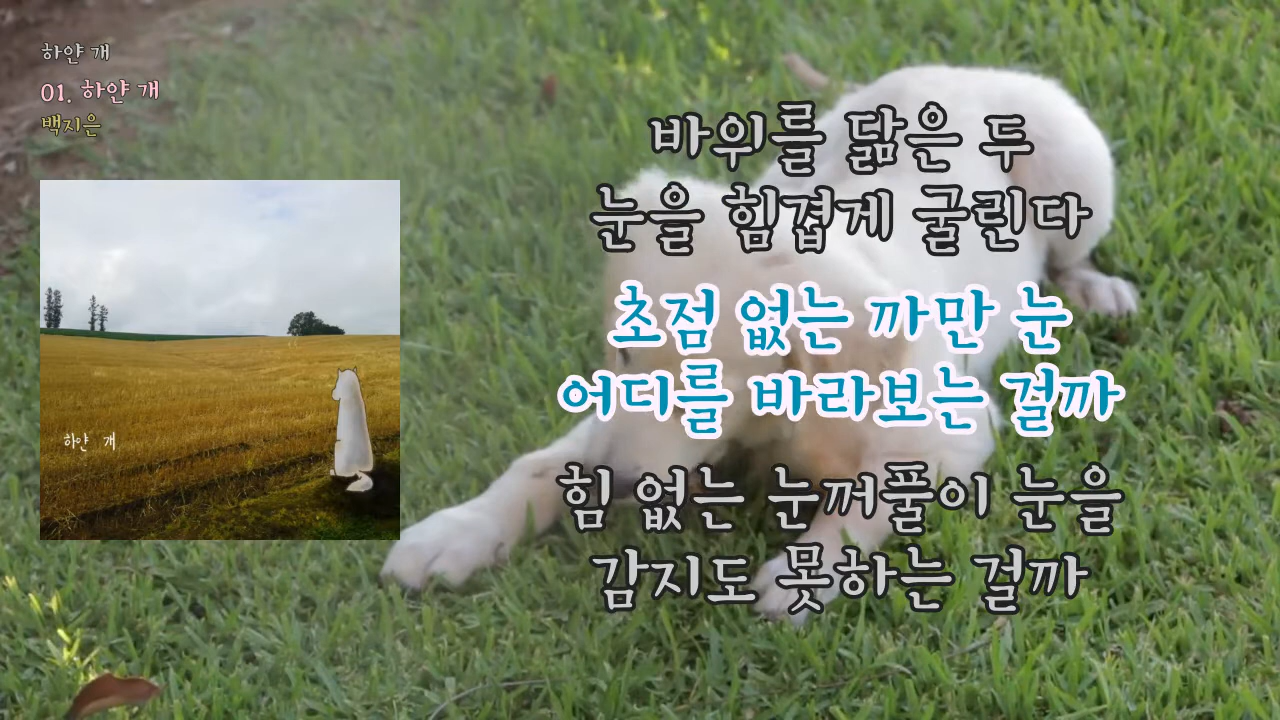 하얀 개
01. 하얀 개
백지은
하얀 개
바위를 닮은 두
눈을 힘겹게 굴린다
초점 없는 까만 눈
어디를 바라보는 걸까
힘 없는 눈꺼풀이 눈을
감지도 못하는 걸까